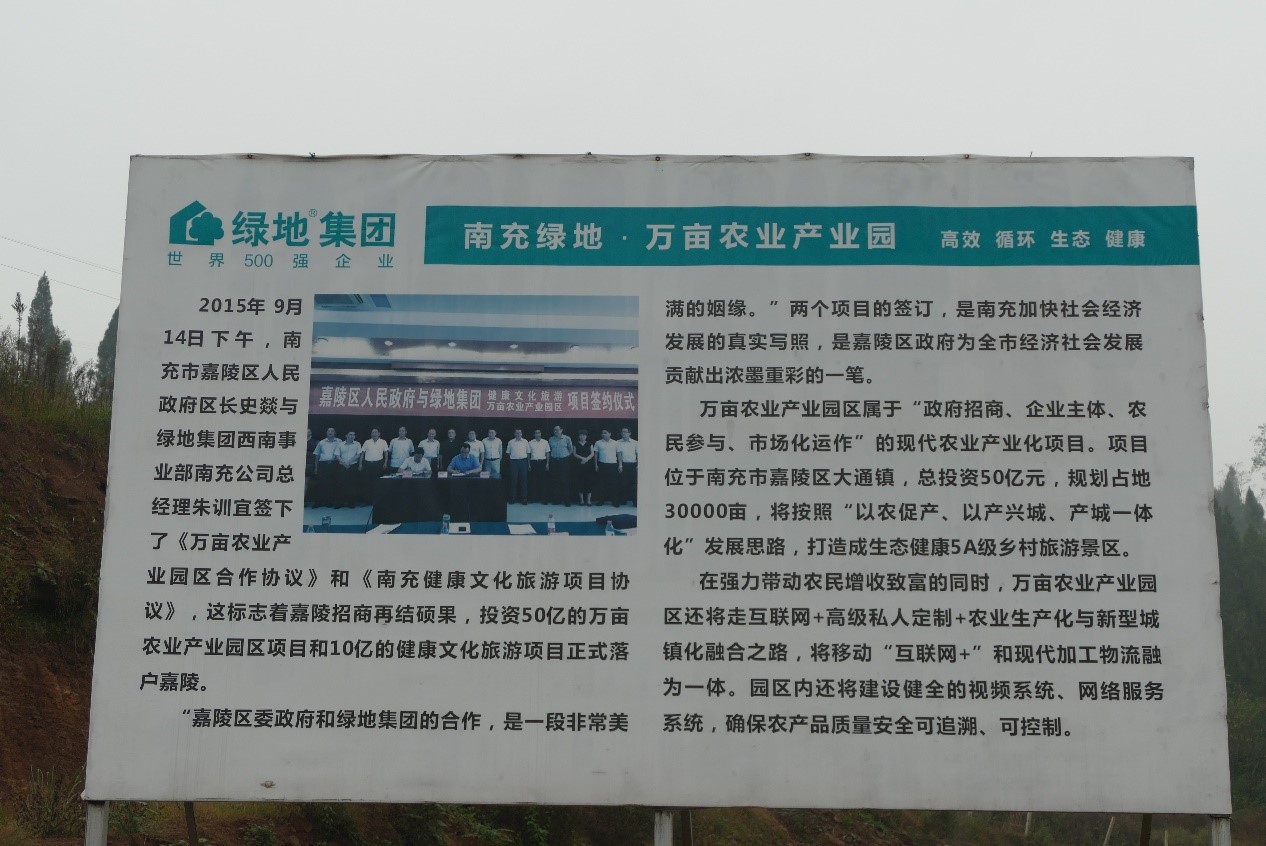 绿地®集团
世界500强企业
南充绿地·万亩农业产业园 高效 循环 生态 健康
2015年 9月
14日下午，南
充市嘉陵区人民
政府区长史燚与
绿地集团西南事
业部南充公司总
经理朱训宜签下
了《万亩农业产
业园区合作协议》和《南充健康文化旅游项目协
议》，这标志着嘉陵招商再结硕果，投资50亿的万亩
农业产业园区项目和10亿的健康文化旅游项目正式落
户嘉陵。
“嘉陵区委政府和绿地集团的合作，是一段非常美
嘉陵区人民政府与绿地集团 健康文化旅游 项目签约仪式
万亩农业产业园区
满的姻缘。”两个项目的签订，是南充加快社会经济
发展的真实写照，是嘉陵区政府为全市经济社会发展
贡献出浓墨重彩的一笔。
万亩农业产业园区属于“政府招商、企业主体、农
民参与、市场化运作”的现代农业产业化项目。项目
位于南充市嘉陵区大通镇，总投资50亿元，规划占地
30000亩，将按照“以农促产、以产兴城、产城一体
化”发展思路，打造成生态健康5A级乡村旅游景区。
在强力带动农民增收致富的同时，万亩农业产业园
区还将走互联网+高级私人定制+农业生产化与新型城
镇化融合之路，将移动“互联网+”和现代加工物流融
为一体。园区内还将建设健全的视频系统、网络服务
系统，确保农产品质量安全可追溯、可控制。